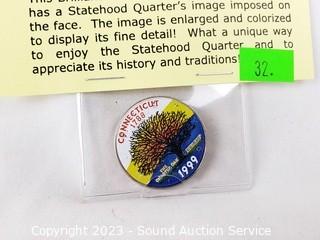 has a Statehood Quarter's image imposed on
the face. The image is enlarged and colorized
to display its fine detail! What a unique way
to enjoy the Statehood Quarter and to
appreciate its history and traditions!
32.
CONNECTICUT
1788
1999
Copyright 2023 - Sound Auction Service